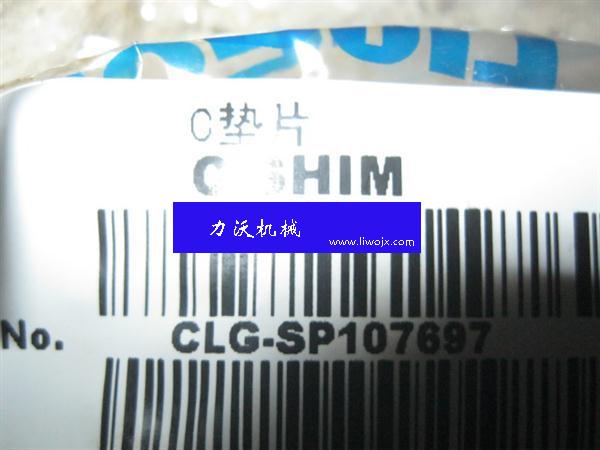 C垫片
C SHIM
力沃机械
www.liwojx.com
No. CLG-SP107697